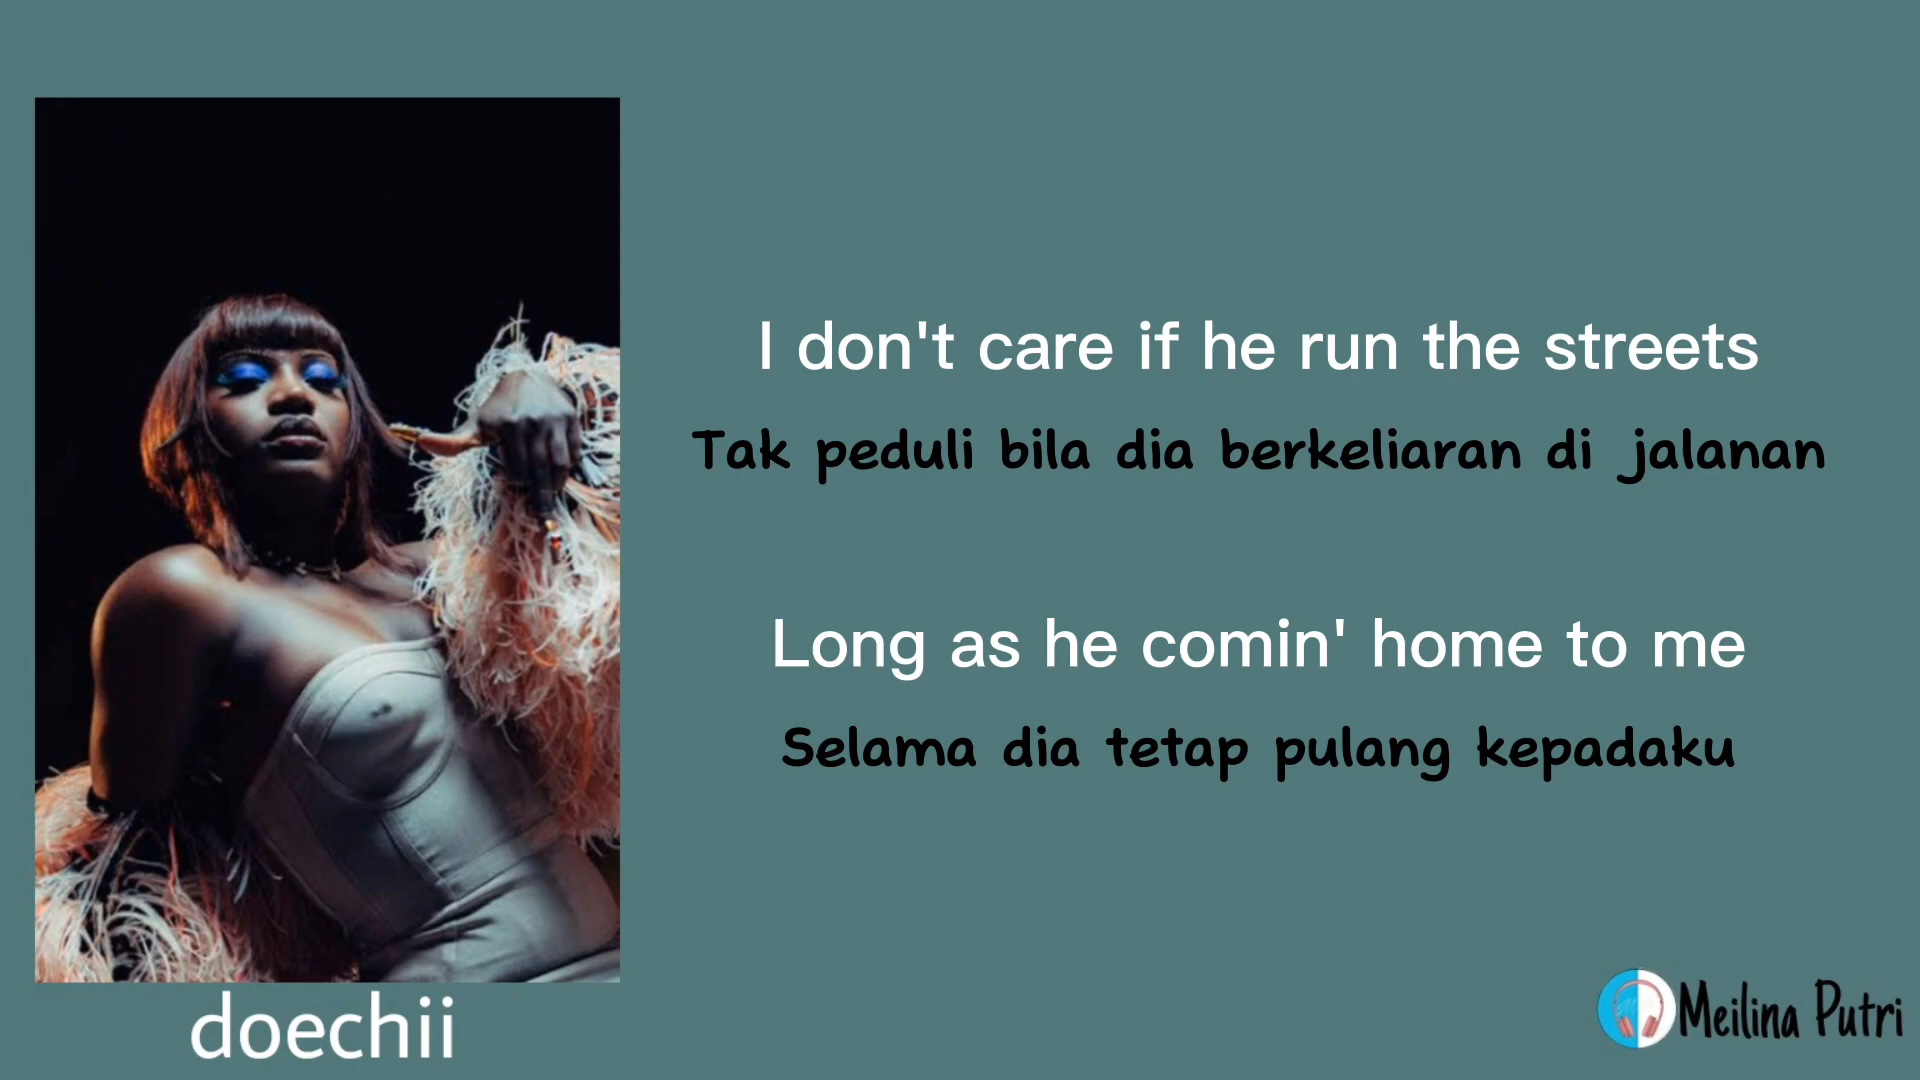 I don't care if he run the streets
Tak peduli bila dia berkeliaran di jalanan
Long as he comin' home to me
Selama dia tetap pulang kepadaku
doechii
Meilina Putri